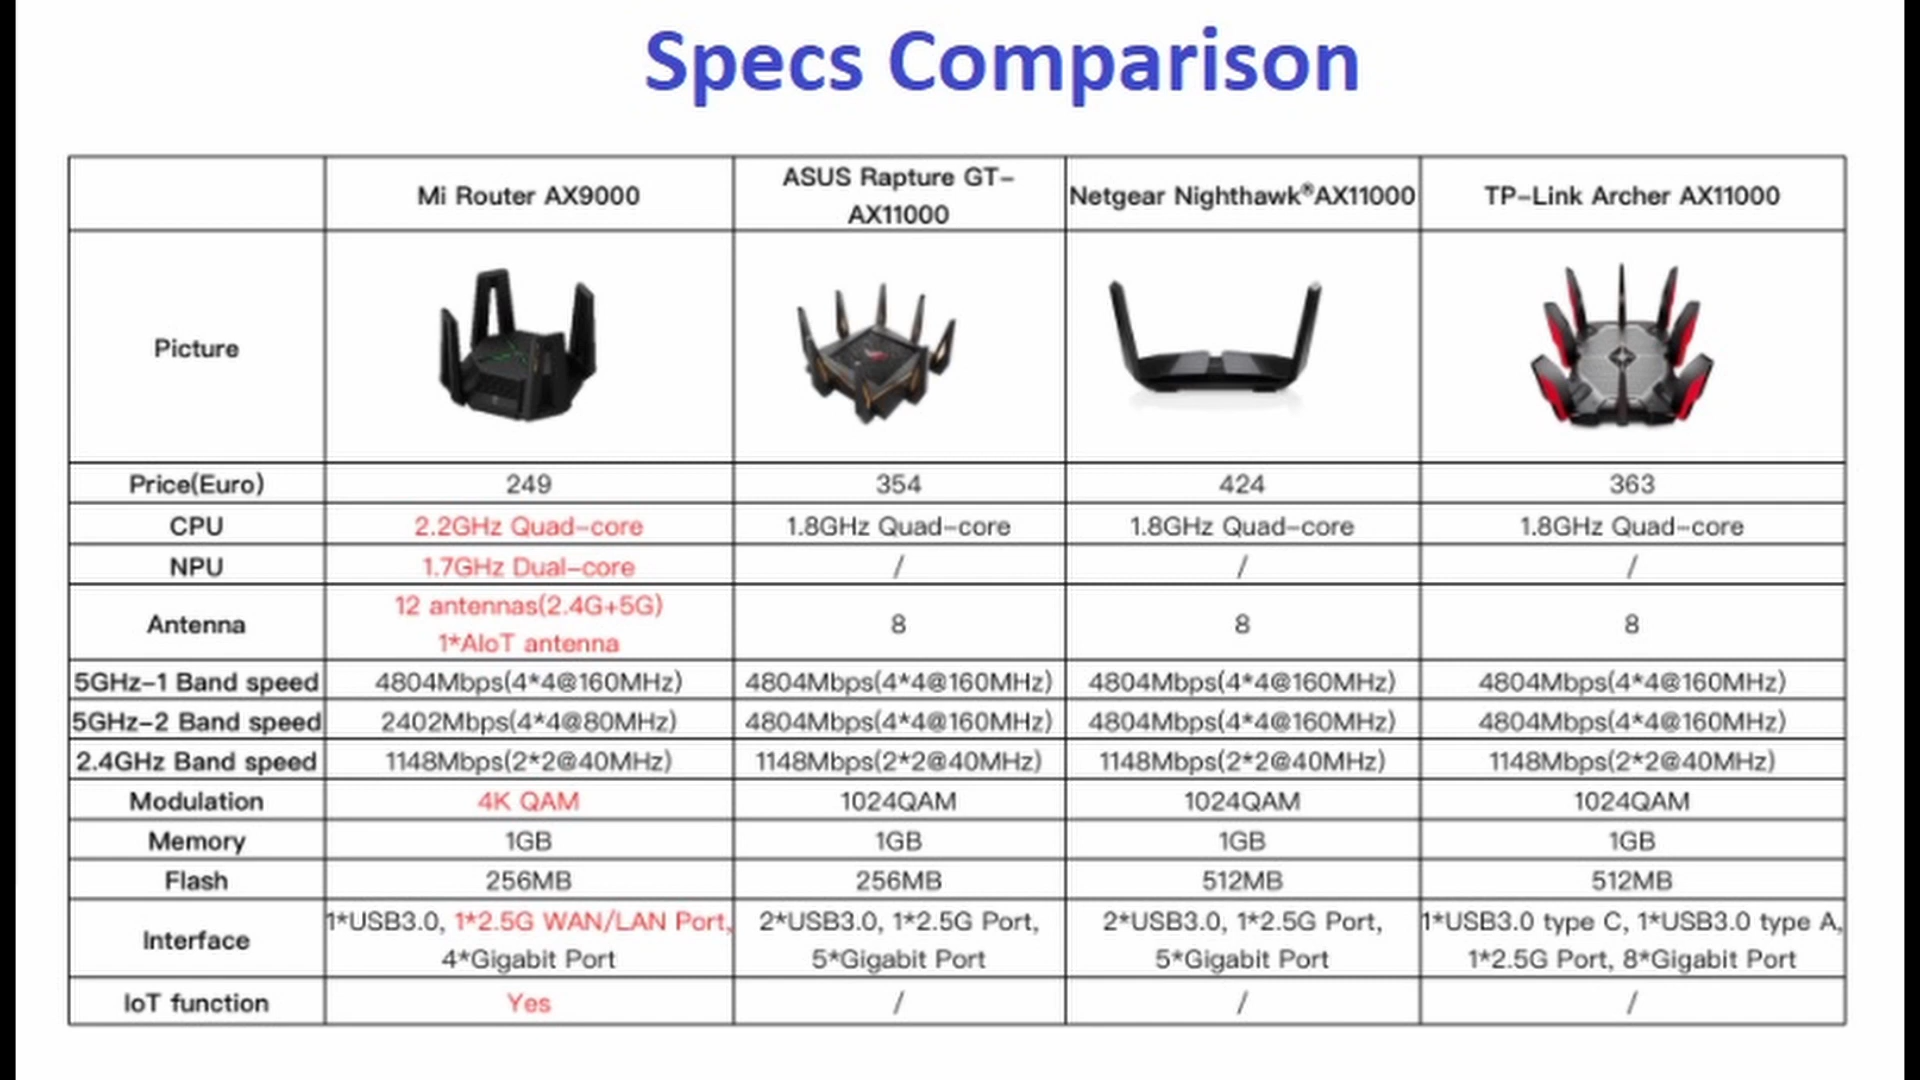 Specs Comparison
Mi Router AX9000
ASUS Rapture GT-
AX11000
Netgear Nighthawk®AX11000
TP-Link Archer AX11000
Picture
Price(Euro) 249 354 424 363
CPU 2.2GHz Quad-core 1.8GHz Quad-core 1.8GHz Quad-core 1.8GHz Quad-core
NPU 1.7GHz Dual-core / / /
Antenna
12 antennas(2.4G+5G)
1*AIoT antenna
8 8 8
5GHz-1 Band speed 4804Mbps(4*4@160MHz) 4804Mbps(4*4@160MHz) 4804Mbps(4*4@160MHz) 4804Mbps(4*4@160MHz)
5GHz-2 Band speed 2402Mbps(4*4@80MHz) 4804Mbps(4*4@160MHz) 4804Mbps(4*4@160MHz) 4804Mbps(4*4@160MHz)
2.4GHz Band speed 1148Mbps(2*2@40MHz) 1148Mbps(2*2@40MHz) 1148Mbps(2*2@40MHz) 1148Mbps(2*2@40MHz)
Modulation 4K QAM 1024QAM 1024QAM 1024QAM
Memory 1GB 1GB 1GB 1GB
Flash 256MB 256MB 512MB 512MB
Interface
1*USB3.0, 1*2.5G WAN/LAN Port,
4*Gigabit Port
2*USB3.0, 1*2.5G Port,
5*Gigabit Port
2*USB3.0, 1*2.5G Port,
5*Gigabit Port
1*USB3.0 type C, 1*USB3.0 type A,
1*2.5G Port, 8*Gigabit Port
IoT function Yes / / /